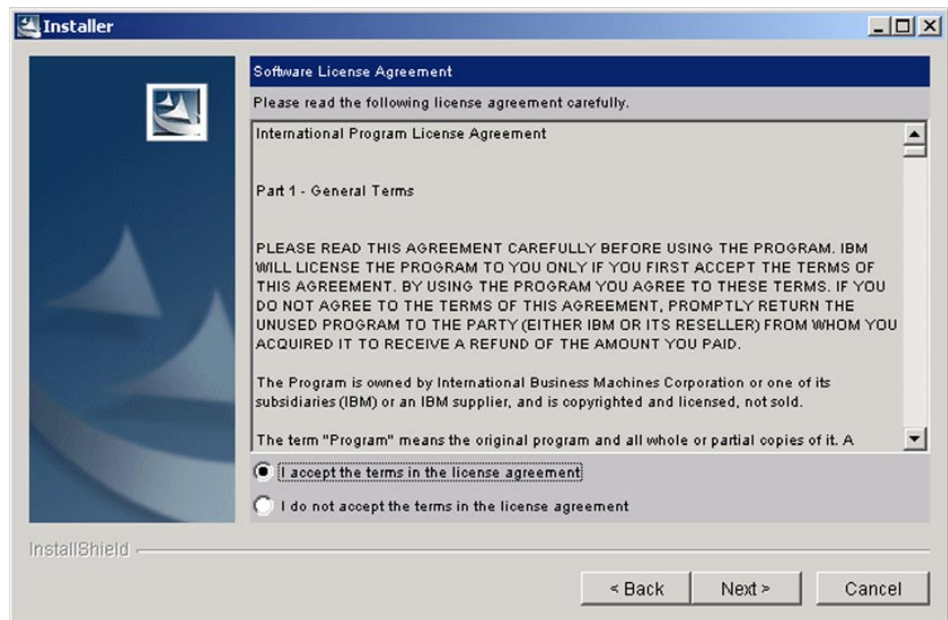 Installer
Software License Agreement
Please read the following license agreement carefully.
International Program License Agreement
Part 1 - General Terms
PLEASE READ THIS AGREEMENT CAREFULLY BEFORE USING THE PROGRAM. IBM
WILL LICENSE THE PROGRAM TO YOU ONLY IF YOU FIRST ACCEPT THE TERMS OF
THIS AGREEMENT. BY USING THE PROGRAM YOU AGREE TO THESE TERMS. IF YOU
DO NOT AGREE TO THE TERMS OF THIS AGREEMENT, PROMPTLY RETURN THE
UNUSED PROGRAM TO THE PARTY (EITHER IBM OR ITS RESELLER) FROM WHOM YOU
ACQUIRED IT TO RECEIVE A REFUND OF THE AMOUNT YOU PAID.
The Program is owned by International Business Machines Corporation or one of its
subsidiaries (IBM) or an IBM supplier, and is copyrighted and licensed, not sold.
The term "Program" means the original program and all whole or partial copies of it. A
I accept the terms in the license agreement
I do not accept the terms in the license agreement
InstallShield
< Back
Next >
Cancel